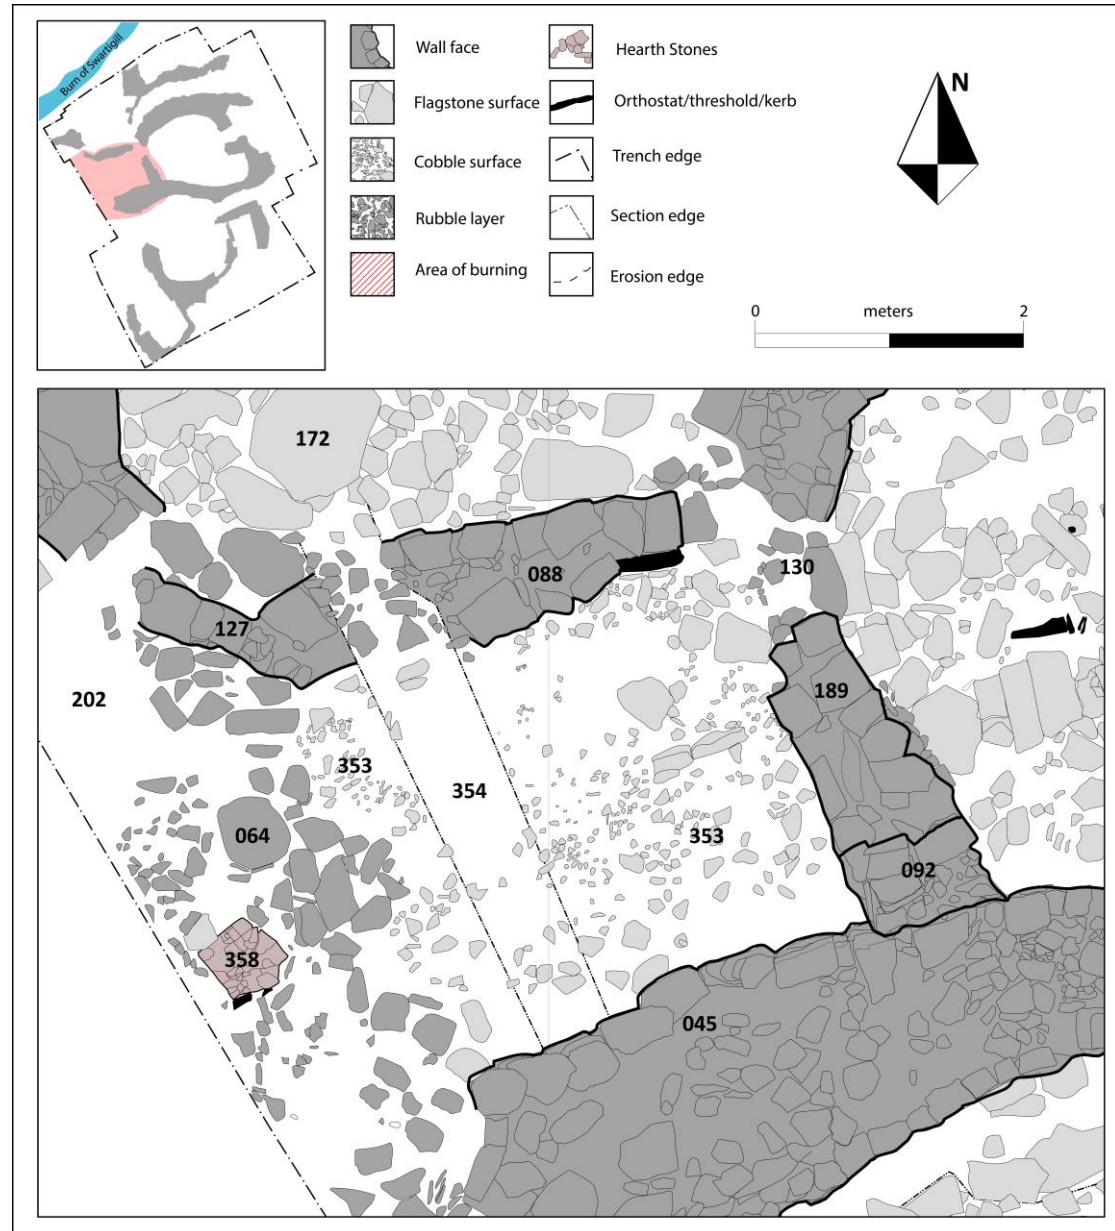 Burn of Swartigill
Wall face
Flagstone surface
Cobble surface
Rubble layer
Area of burning
Hearth Stones
Orthostat/threshold/kerb
Trench edge
Section edge
Erosion edge
N
0 meters 2
172
088
130
127
189
202
353
354
064
353
092
358
045